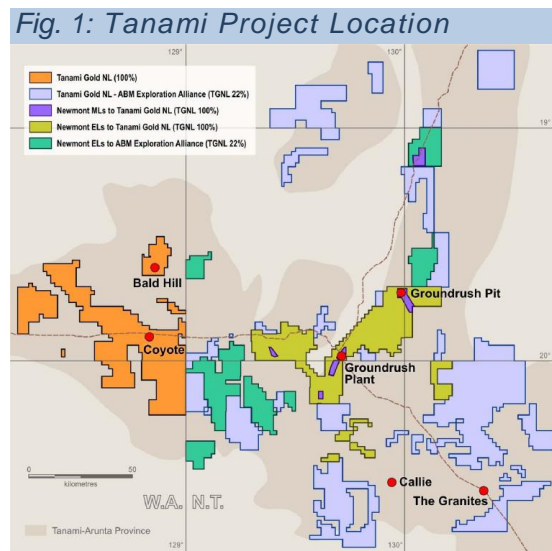 Fig. 1: Tanami Project Location
129°
130°
Tanami Gold NL (100%)
Tanami Gold NL - ABM Exploration Alliance (TGNL 22%)
Newmont MLs to Tanami Gold NL (TGNL 100%)
Newmont ELs to Tanami Gold NL (TGNL 100%)
Newmont ELs to ABM Exploration Alliance (TGNL 22%)
19°
Bald Hill
Groundrush Pit
Coyote
20°
Groundrush
Plant
0 50
kilometres
Callie
The Granites
W.A. N.T.
Tanami-Arunta Province
129°
130°